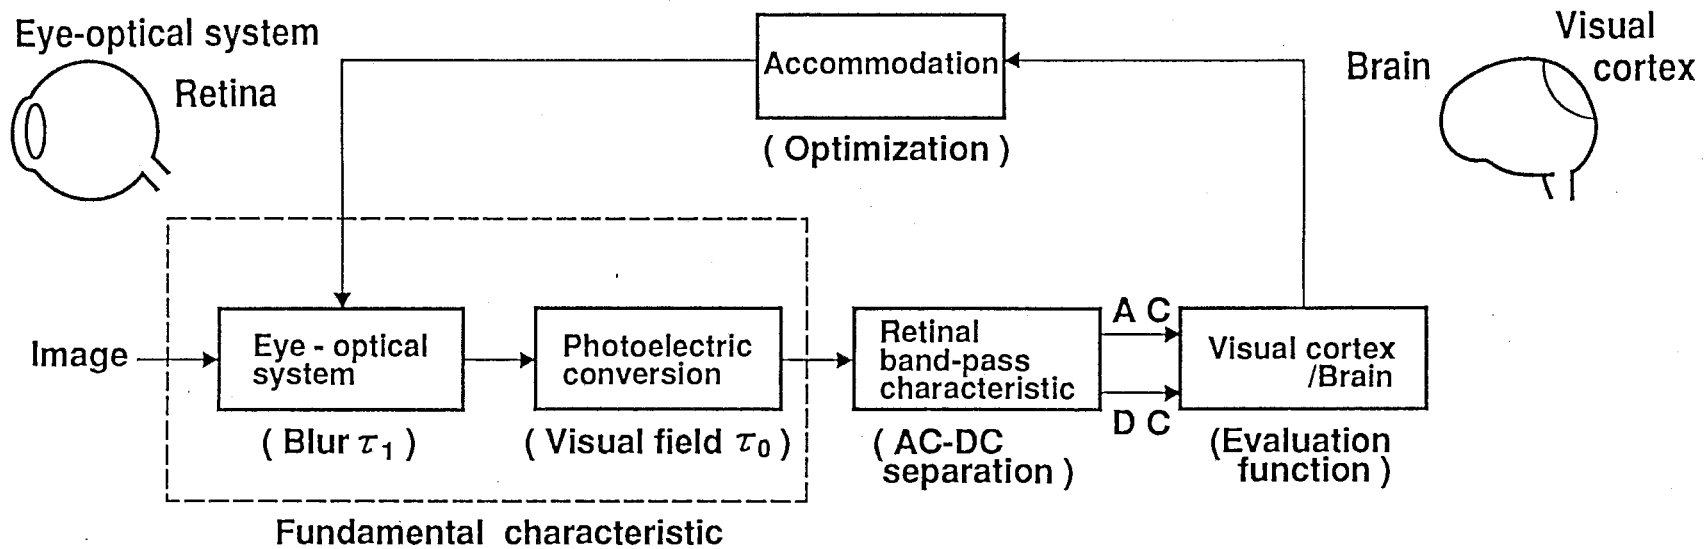 Eye-optical system
Retina
Accommodation
( Optimization )
Brain
Visual
cortex
Image
Eye - optical
system
( Blur τ₁ )
Photoelectric
conversion
( Visual field τ₀ )
Retinal
band-pass
characteristic
( AC-DC
separation )
A C
D C
Visual cortex
/Brain
(Evaluation
function )
Fundamental characteristic